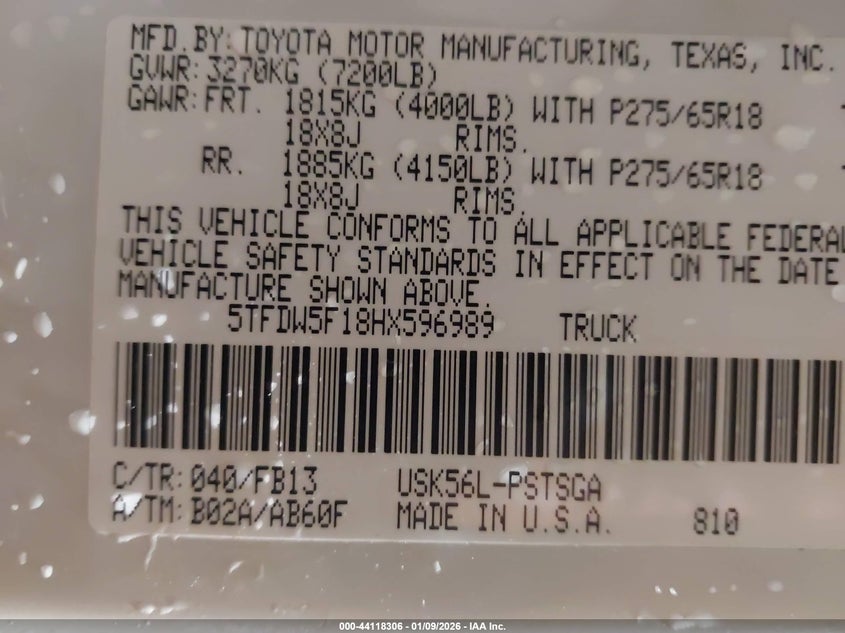 MFD.BY:TOYOTA MOTOR MANUFACTURING, TEXAS, INC.
GVWR:3270KG (7200LB)
GAWR:FRT. 1815KG (4000LB) WITH P275/65R18
18X8J RIMS.
RR. 1885KG (4150LB) WITH P275/65R18
18X8J RIMS.
THIS VEHICLE CONFORMS TO ALL APPLICABLE FEDERAL
VEHICLE SAFETY STANDARDS IN EFFECT ON THE DATE
MANUFACTURE SHOWN ABOVE.
5TFDW5F18HX596989 TRUCK
C/TR:040/FB13 USK56L-PSTSGA
A/TM:B02A/AB60F MADE IN U.S.A. 810
000-44118306 - 01/09/2026 - IAA Inc.